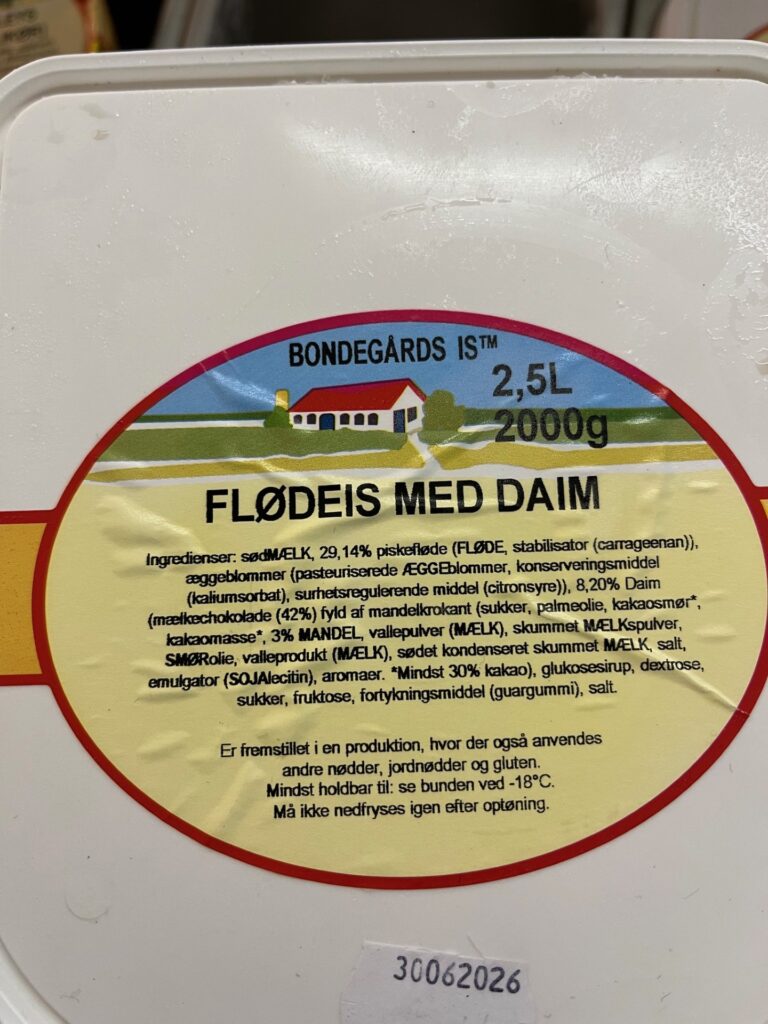 BONDEGÅRDS IS™
2,5L
2000g
FLØDEIS MED DAIM
Ingredienser: sødMÆLK, 29,14% piskefløde (FLØDE, stabilisator (carrageenan)),
æggeblommer (pasteuriserede ÆGGEblommer, konserveringsmiddel
(kaliumsorbat), surhetsregulerende middel (citronsyre)), 8,20% Daim
(mælkechokolade (42%) fyld af mandelkrokant (sukker, palmeolie, kakaosmør*,
kakaomasse*, 3% MANDEL, vallepulver (MÆLK), skummet MÆLKspulver,
SMØRolie, valleprodukt (MÆLK), sødet kondenseret skummet MÆLK, salt,
emulgator (SOJAlecitin), aromaer. *Mindst 30% kakao), glukosesirup, dextrose,
sukker, fruktose, fortykningsmiddel (guargummi), salt.
Er fremstillet i en produktion, hvor der også anvendes
andre nødder, jordnødder og gluten.
Mindst holdbar til: se bunden ved -18°C.
Må ikke nedfryses igen efter optøning.
30062026